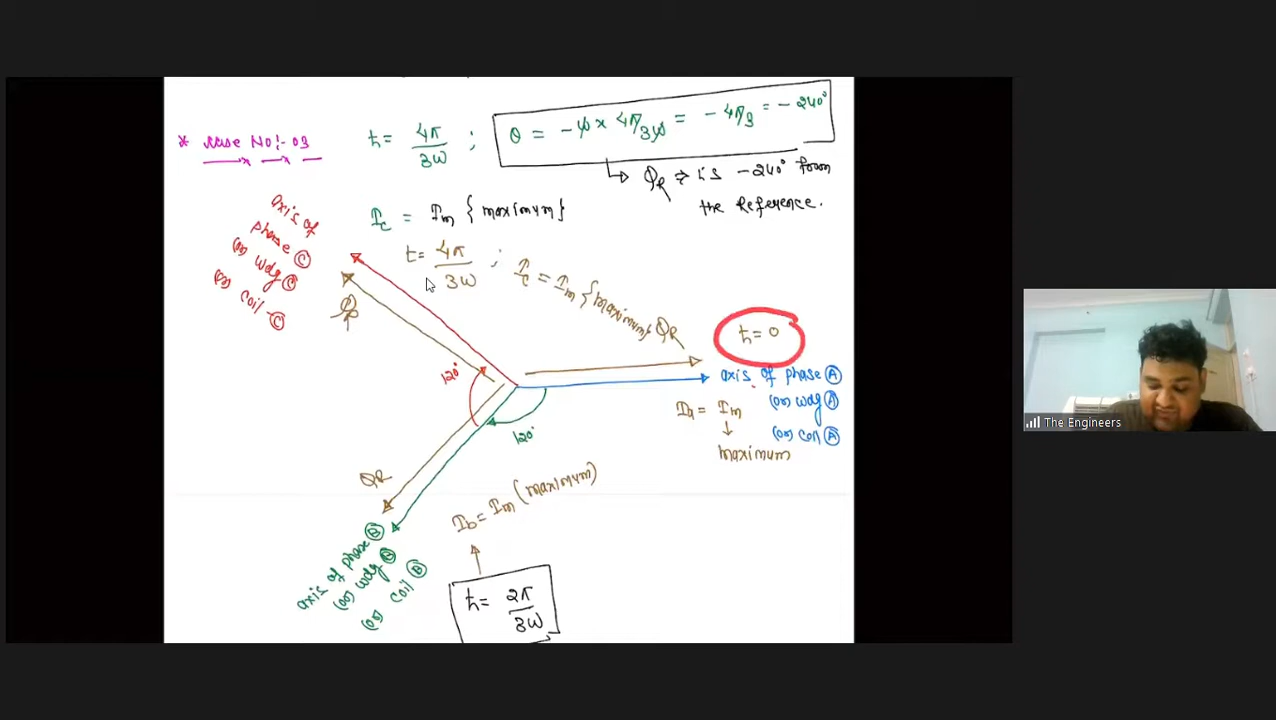 * Case No:- 03
t = 4π/3ω ; θ = -ω × 4π/3ω = -4π/3 = -240°
↳ φR ⇒ is -240° from
the Reference.
Ic = Im {maximum}
t = 4π/3ω ; Ic = Im {maximum}
axis of
phase C
(or) wdg C
(or) coil - C
φR
φR
t = 0
axis of phase A
(or) wdg A
(or) coil A
Ia = Im
↓
maximum
120°
120°
φR
Ib = Im (maximum)
axis of phase B
(or) wdg B
(or) coil B
t = 2π/3ω
The Engineers